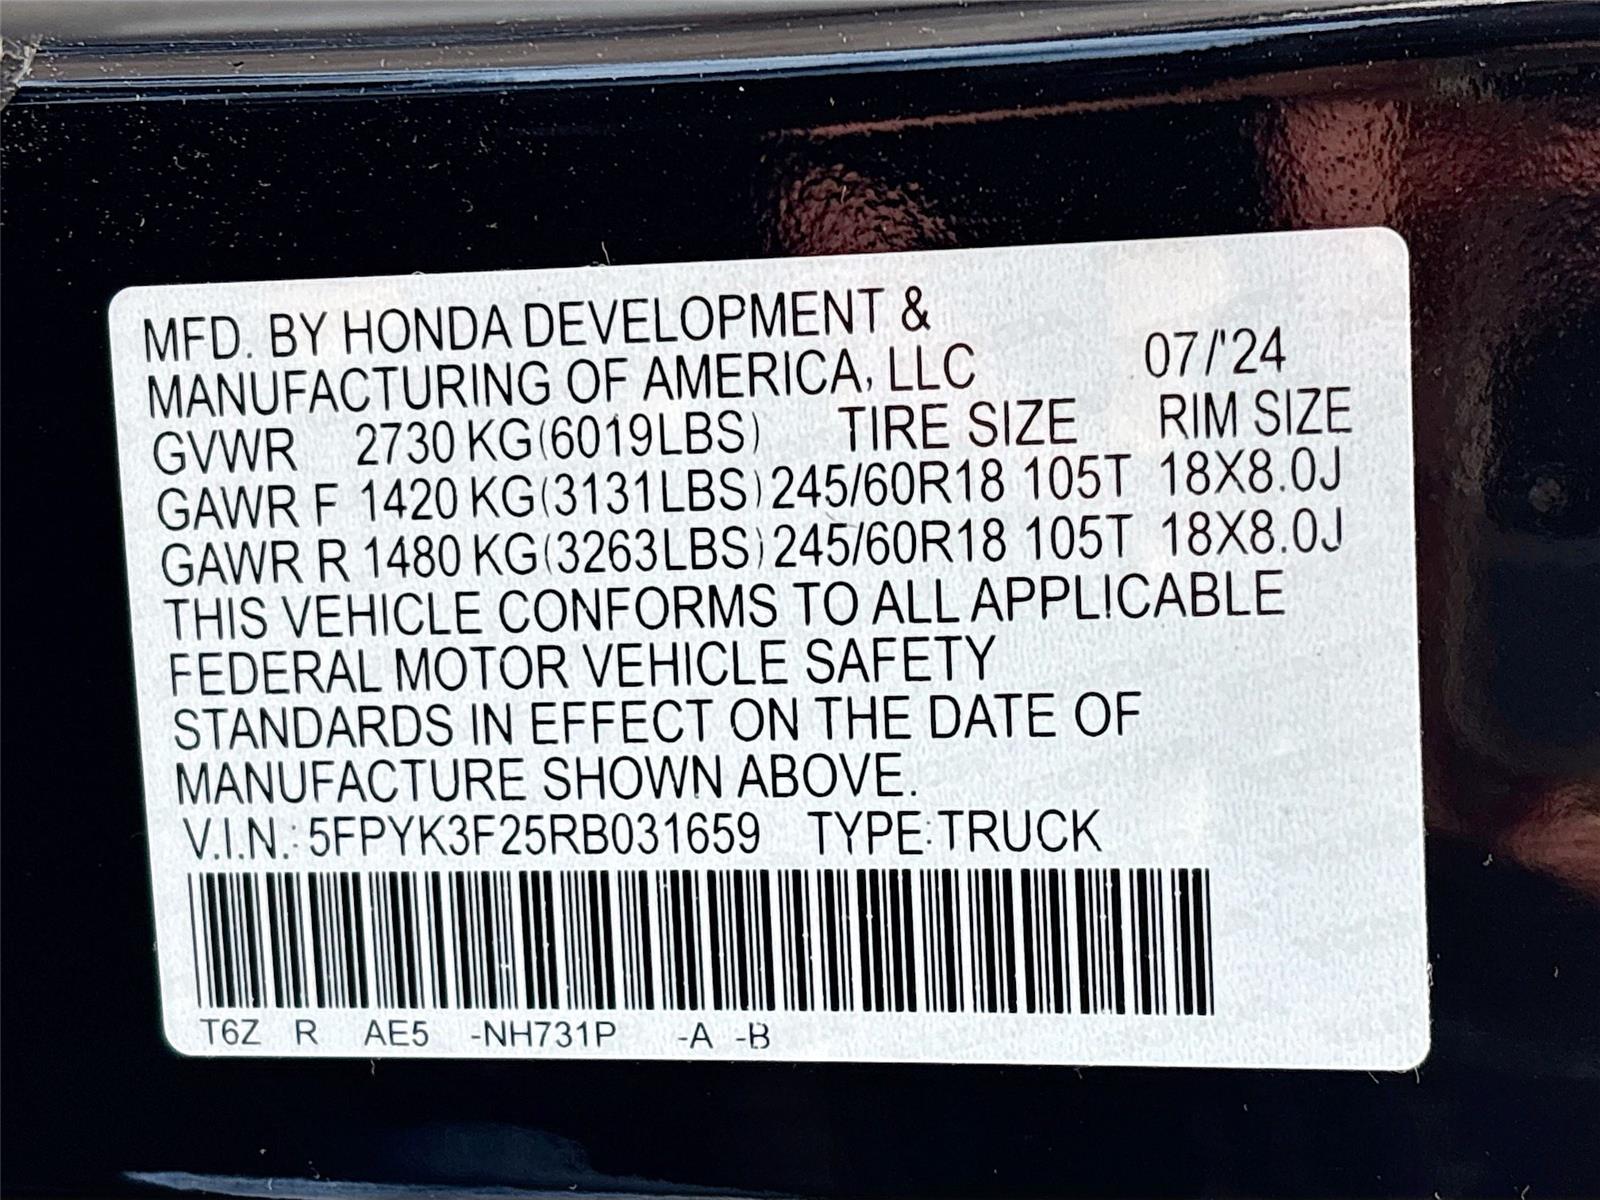 MFD. BY HONDA DEVELOPMENT &
MANUFACTURING OF AMERICA, LLC 07/'24
GVWR 2730 KG(6019LBS) TIRE SIZE RIM SIZE
GAWR F 1420 KG(3131LBS) 245/60R18 105T 18X8.0J
GAWR R 1480 KG(3263LBS) 245/60R18 105T 18X8.0J
THIS VEHICLE CONFORMS TO ALL APPLICABLE
FEDERAL MOTOR VEHICLE SAFETY
STANDARDS IN EFFECT ON THE DATE OF
MANUFACTURE SHOWN ABOVE.
V.I.N.: 5FPYK3F25RB031659 TYPE:TRUCK
T6Z R AE5 -NH731P -A -B